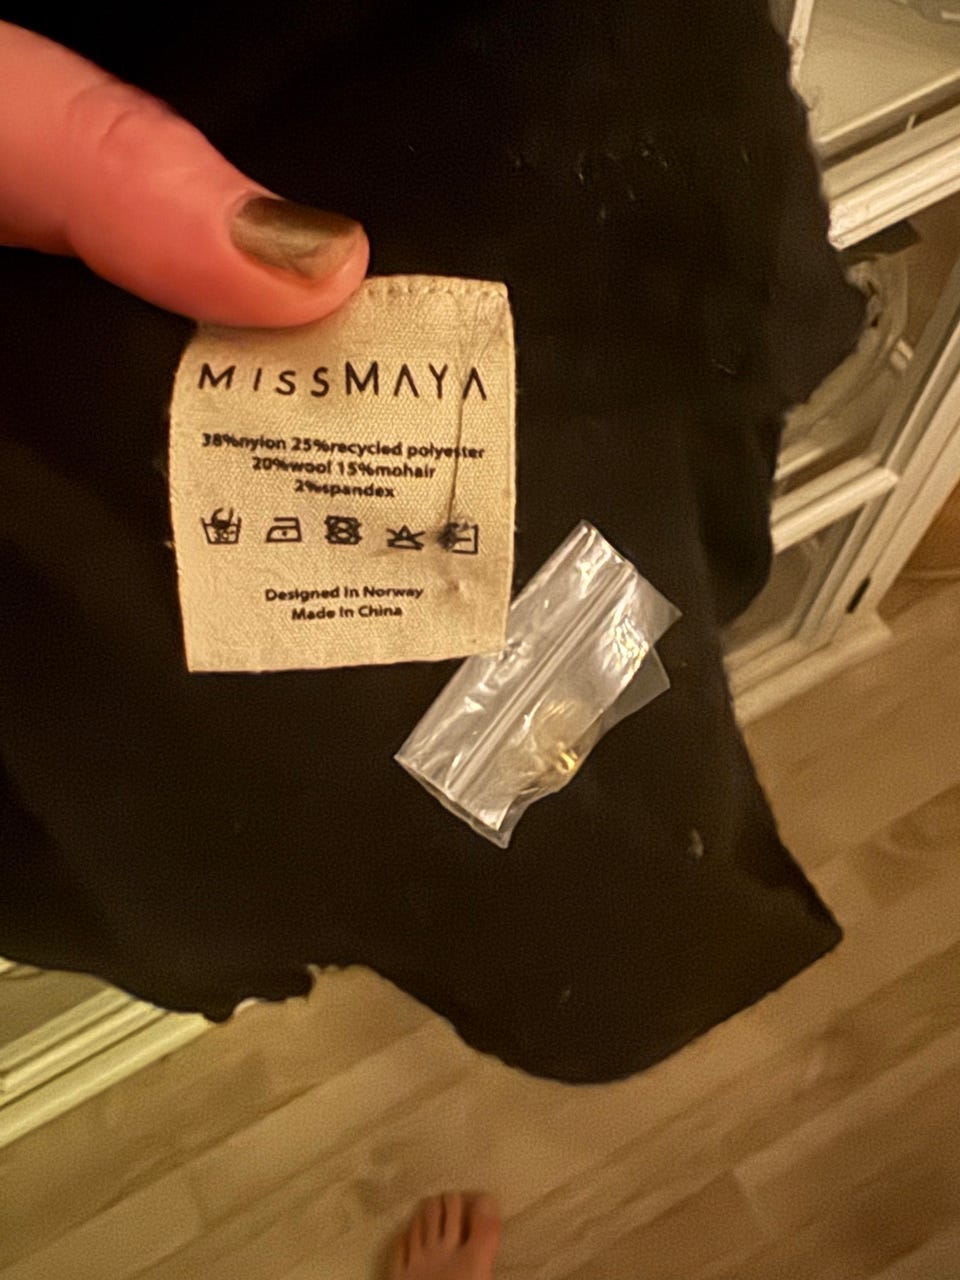 MISSMAYA
38%nylon 25%recycled polyester
20%wool 15%mohair
2%spandex
Designed in Norway
Made in China